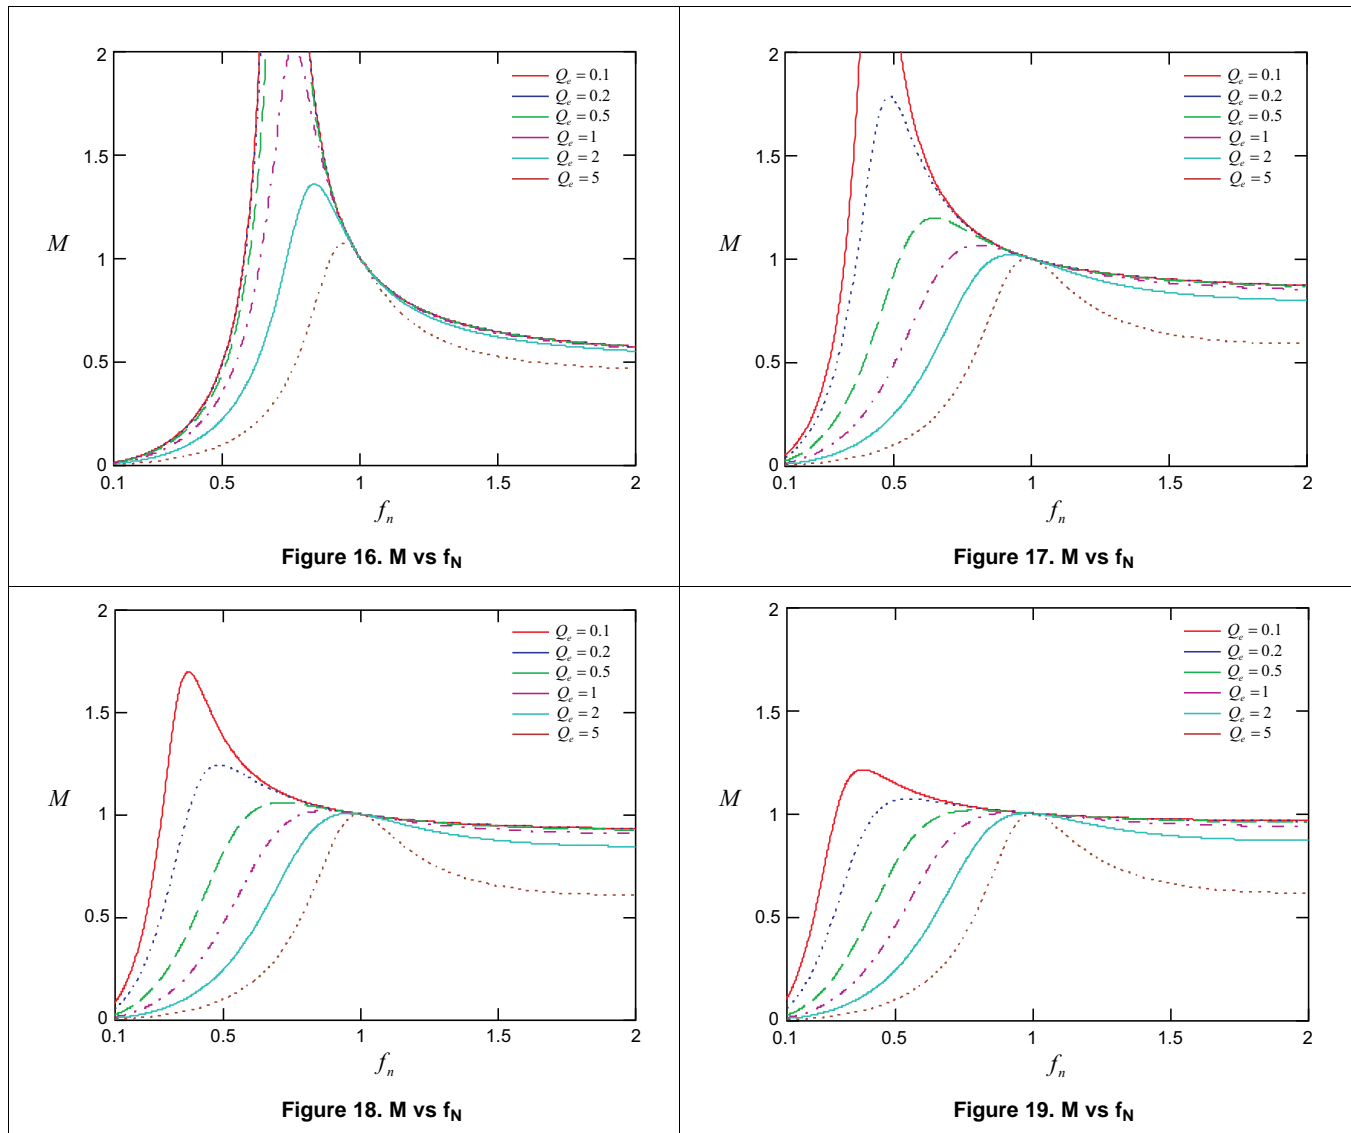 2
1.5
M
1
0.5
0
0.1
0.5
1
1.5
2
f_n
Q_e = 0.1
Q_e = 0.2
Q_e = 0.5
Q_e = 1
Q_e = 2
Q_e = 5
Figure 16. M vs f_N
2
1.5
M
1
0.5
0
0.1
0.5
1
1.5
2
f_n
Q_e = 0.1
Q_e = 0.2
Q_e = 0.5
Q_e = 1
Q_e = 2
Q_e = 5
Figure 17. M vs f_N
2
1.5
M
1
0.5
0
0.1
0.5
1
1.5
2
f_n
Q_e = 0.1
Q_e = 0.2
Q_e = 0.5
Q_e = 1
Q_e = 2
Q_e = 5
Figure 18. M vs f_N
2
1.5
M
1
0.5
0
0.1
0.5
1
1.5
2
f_n
Q_e = 0.1
Q_e = 0.2
Q_e = 0.5
Q_e = 1
Q_e = 2
Q_e = 5
Figure 19. M vs f_N